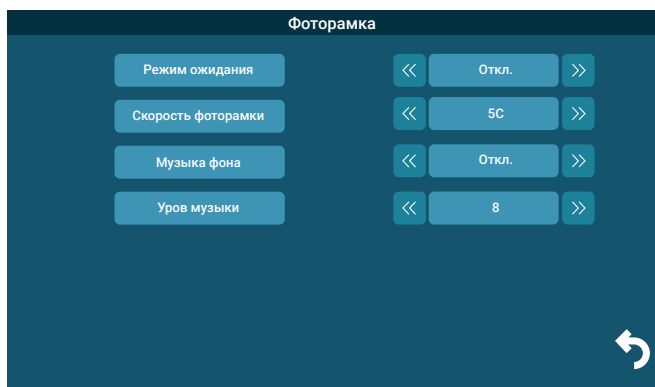 Фоторамка
Режим ожидания Откл.
Скорость фоторамки 5С
Музыка фона Откл.
Уров музыки 8